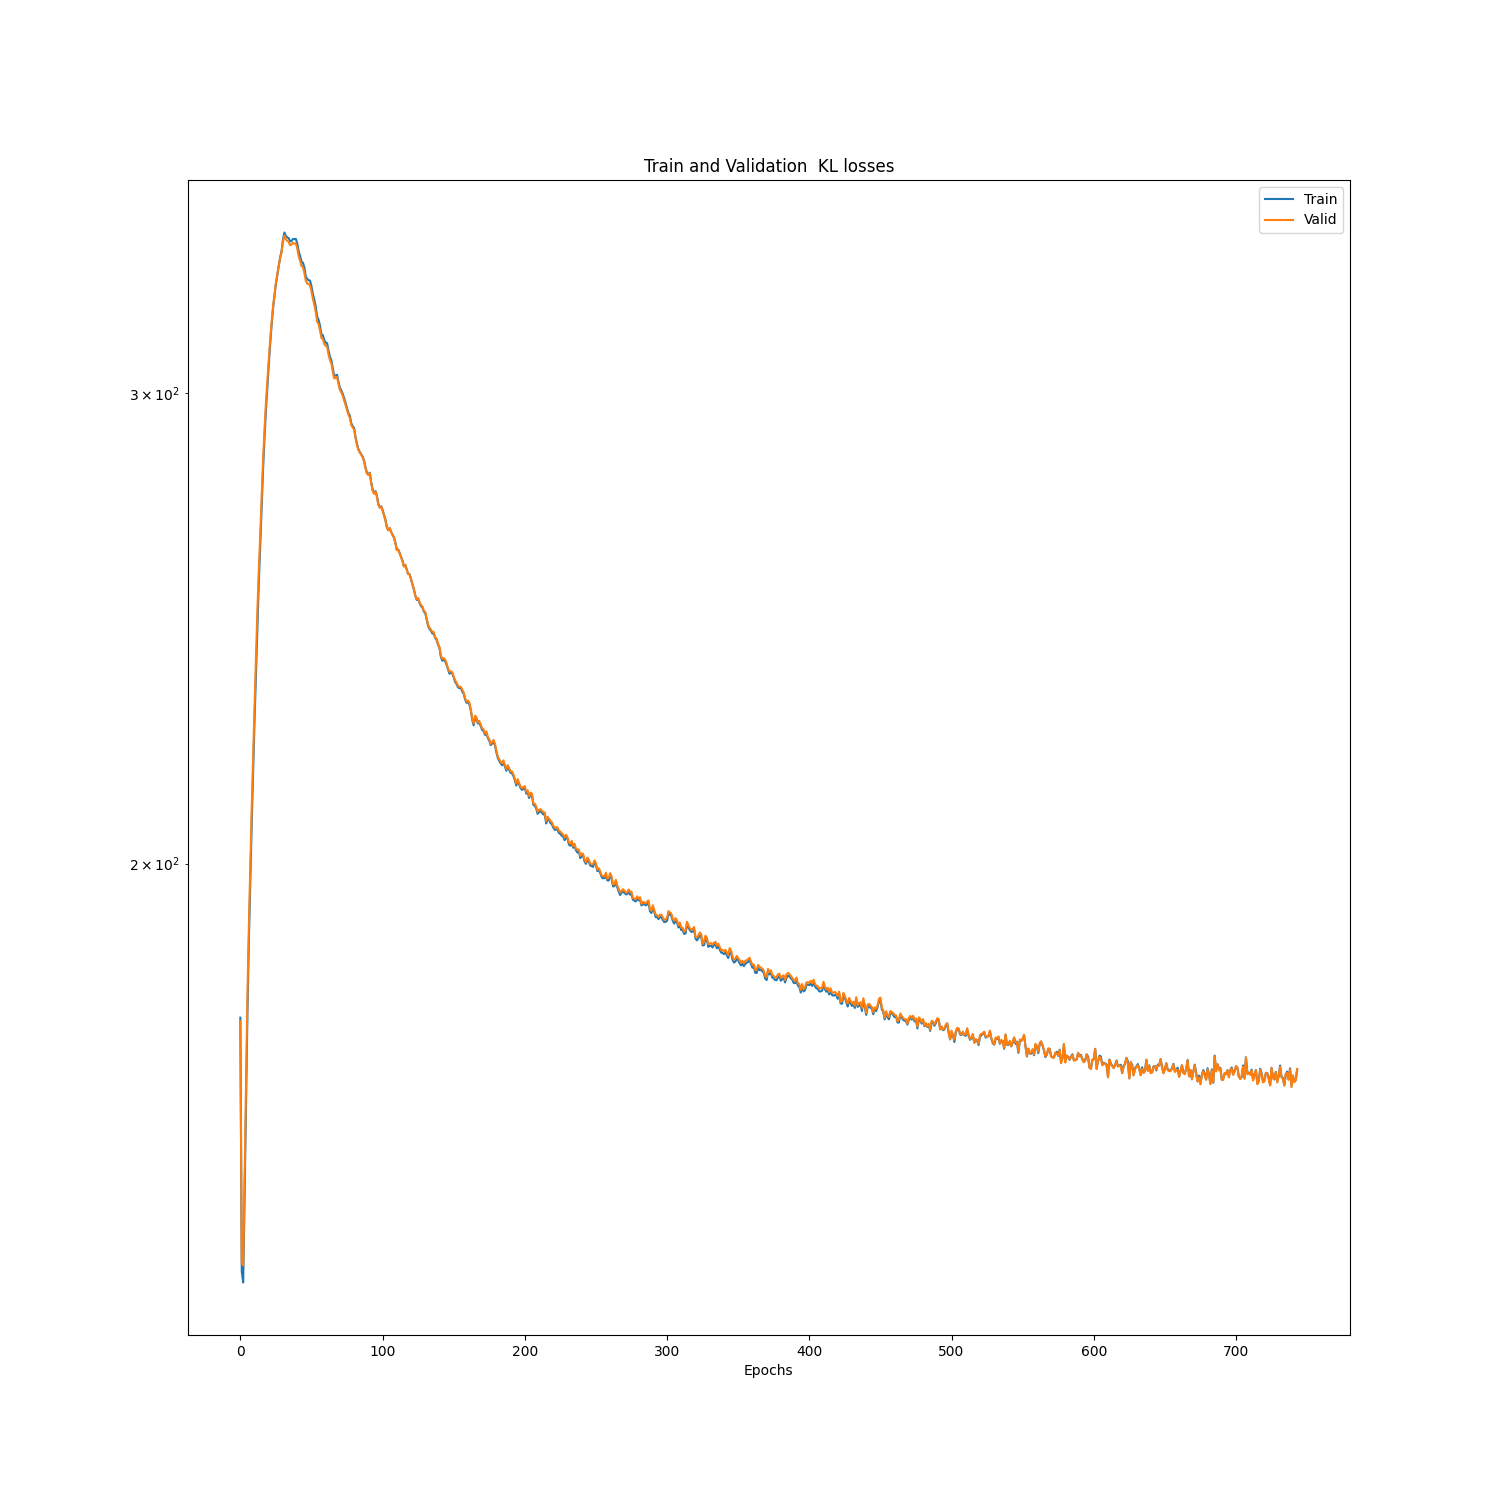 Train and Validation  KL losses
Train
Valid
3 × 10²
2 × 10²
0 100 200 300 400 500 600 700
Epochs